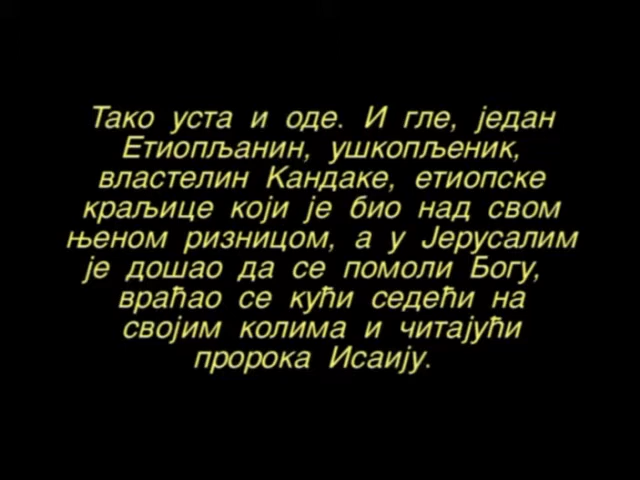 Тако уста и оде. И гле, један
Етиопљанин, ушкопљеник,
властелин Кандаке, етиопске
краљице који је био над свом
њеном ризницом, а у Јерусалим
је дошао да се помоли Богу,
враћао се кући седећи на
својим колима и читајући
пророка Исаију.